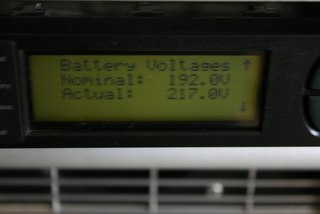 Battery Voltages ↑
Nominal: 192.0V
Actual: 217.0V
↓